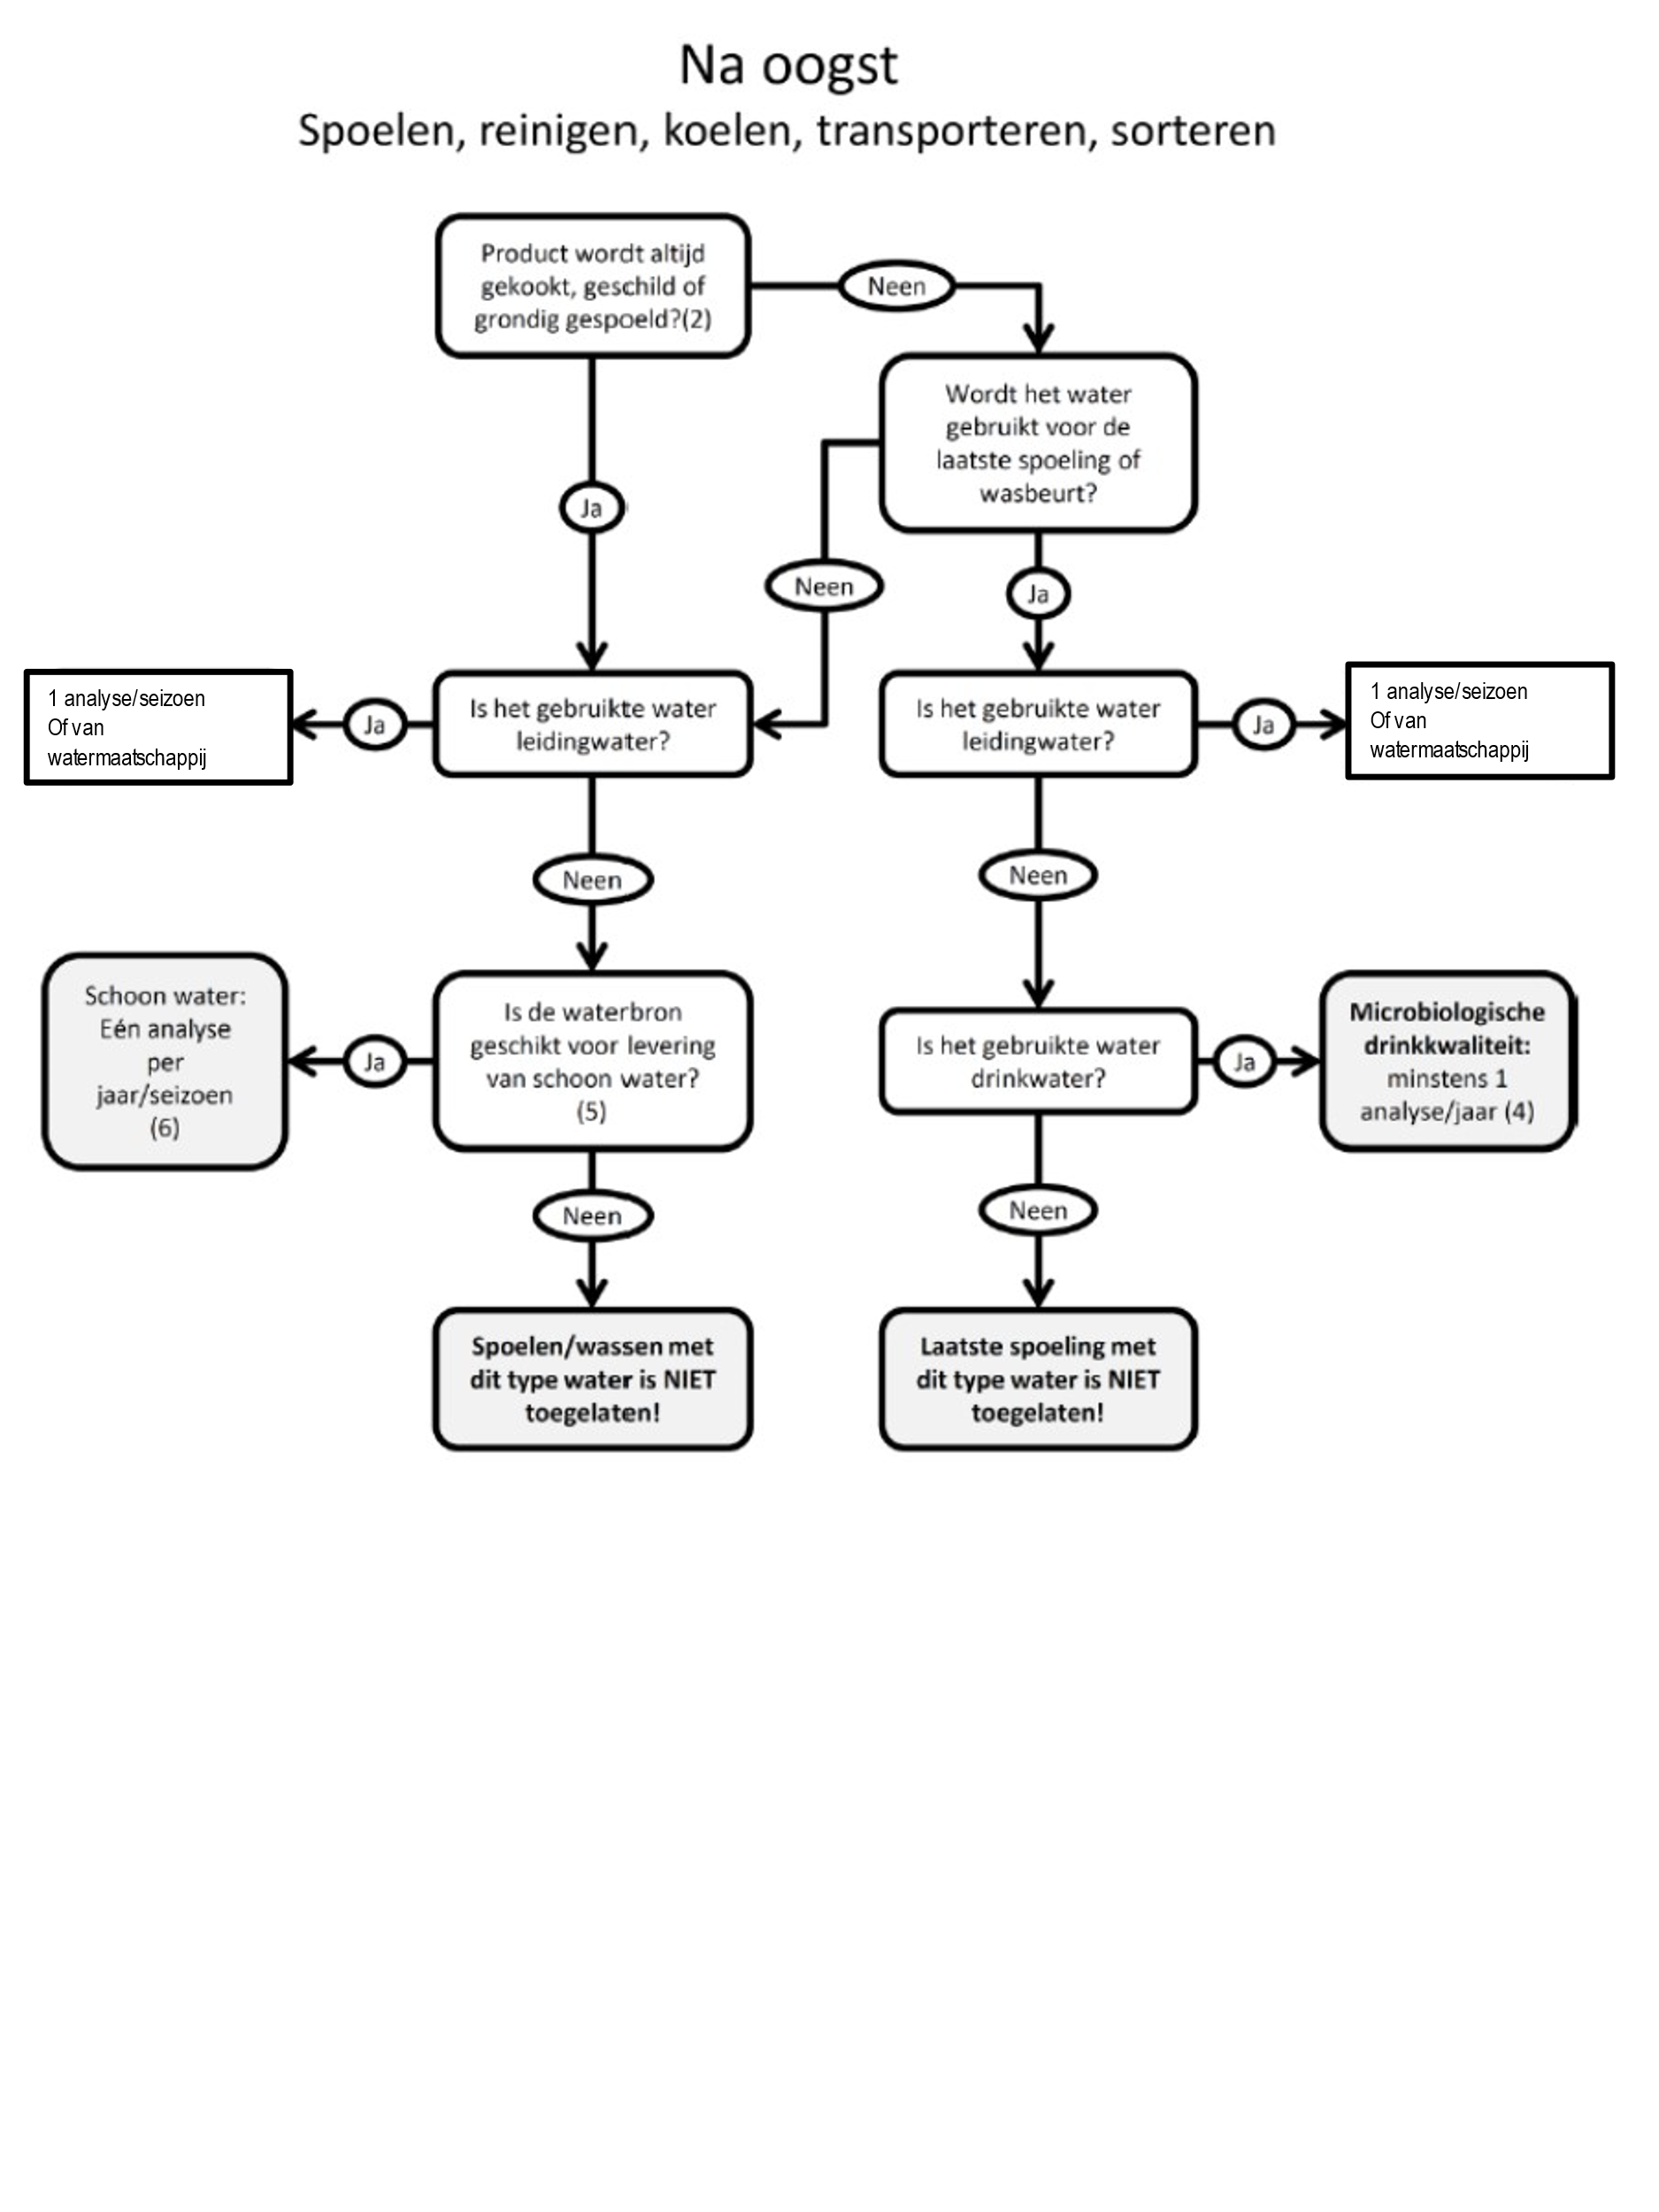 Na oogst
Spoelen, reinigen, koelen, transporteren, sorteren
Product wordt altijd
gekookt, geschild of
grondig gespoeld?(2)
Neen
Wordt het water
gebruikt voor de
laatste spoeling of
wasbeurt?
Ja
Neen
Ja
1 analyse/seizoen
Of van
watermaatschappij
Ja
Is het gebruikte water
leidingwater?
Is het gebruikte water
leidingwater?
Ja
1 analyse/seizoen
Of van
watermaatschappij
Neen
Neen
Schoon water:
Eén analyse
per
jaar/seizoen
(6)
Ja
Is de waterbron
geschikt voor levering
van schoon water?
(5)
Is het gebruikte water
drinkwater?
Ja
Microbiologische
drinkkwaliteit:
minstens 1
analyse/jaar (4)
Neen
Neen
Spoelen/wassen met
dit type water is NIET
toegelaten!
Laatste spoeling met
dit type water is NIET
toegelaten!